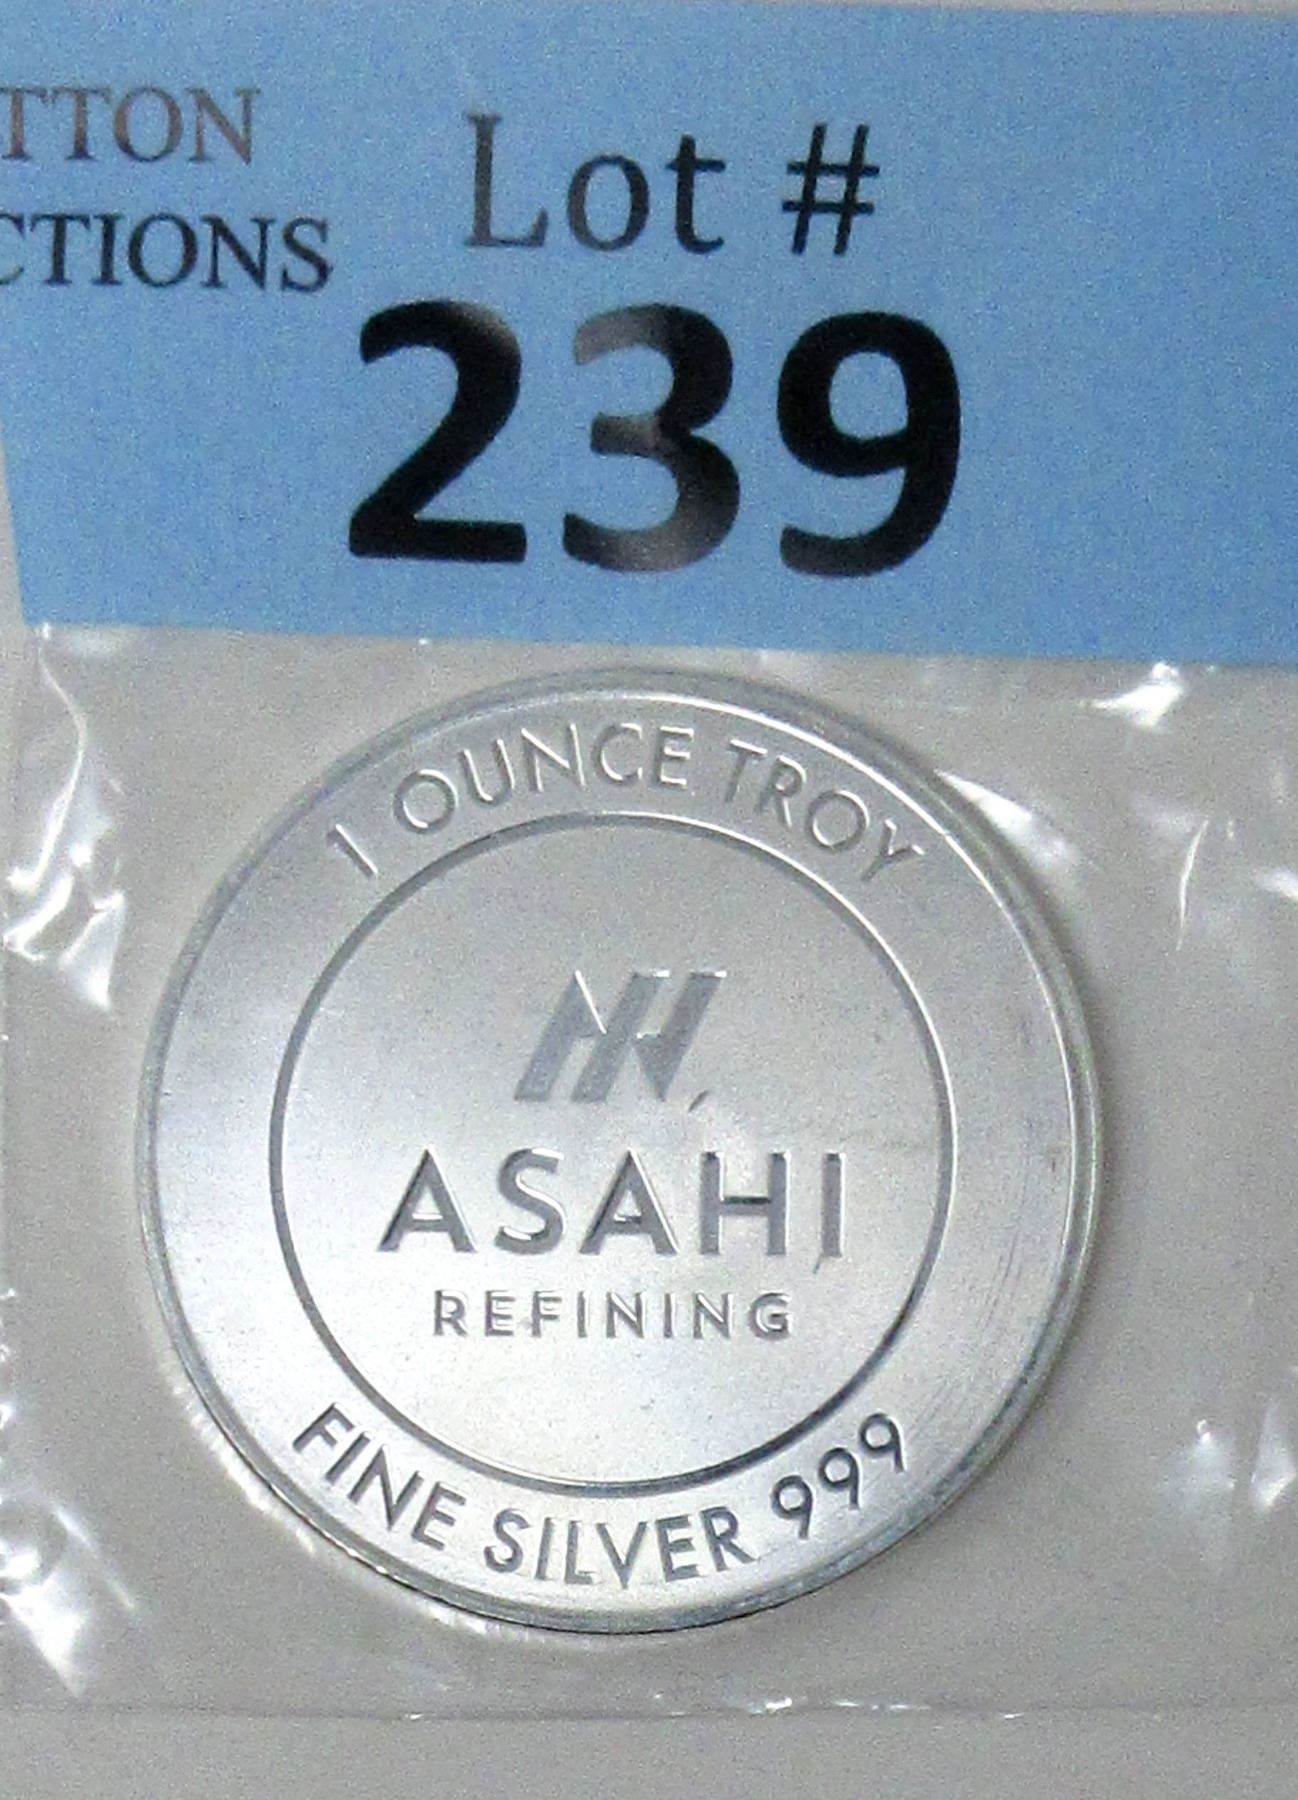 TTON
CTIONS
Lot #
239
1 OUNCE TROY
ASAHI
REFINING
FINE SILVER 999